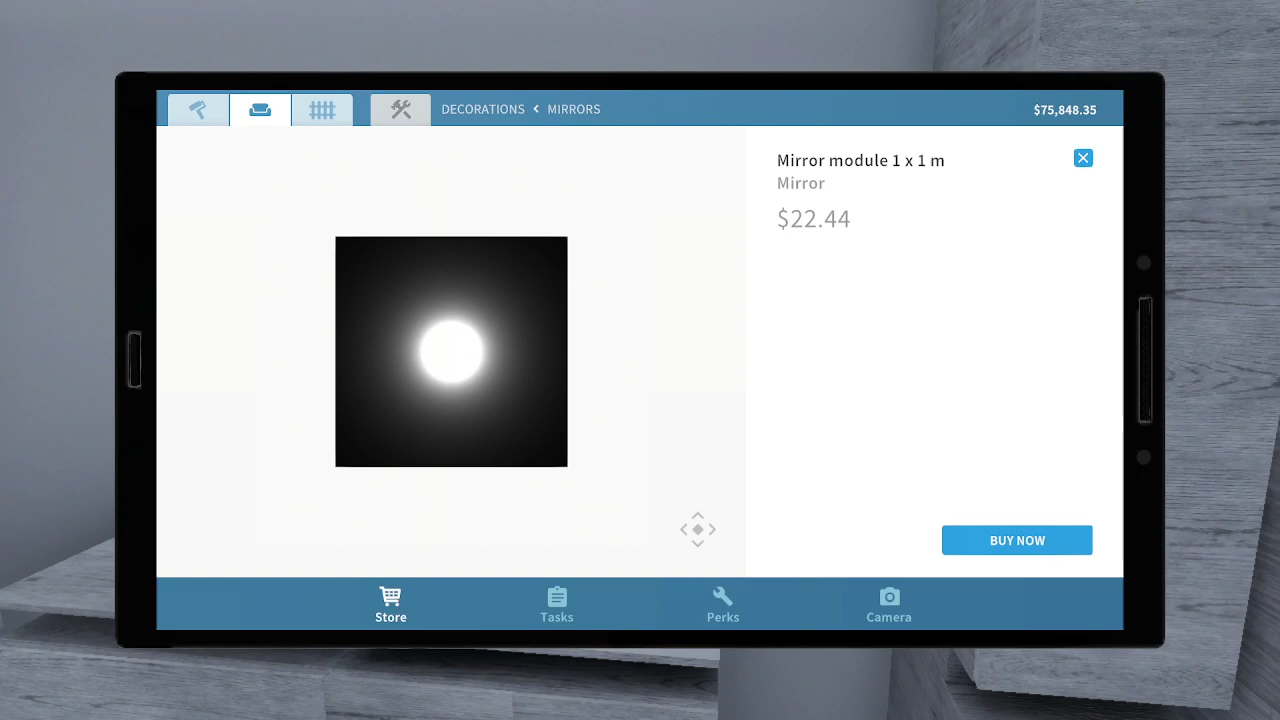 DECORATIONS < MIRRORS
$75,848.35
Mirror module 1 x 1 m
Mirror
$22.44
BUY NOW
Store
Tasks
Perks
Camera